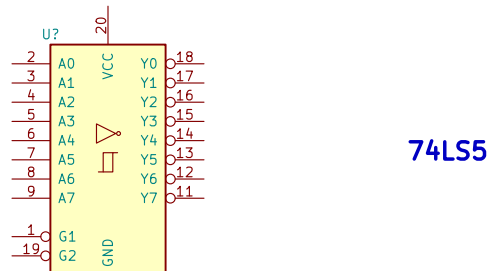 20
U?
VCC
2 A0 Y0 18
3 A1 Y1 17
4 A2 Y2 16
5 A3 Y3 15
6 A4 Y4 14
7 A5 Y5 13
8 A6 Y6 12
9 A7 Y7 11
74LS5
1 G1
19 G2
GND